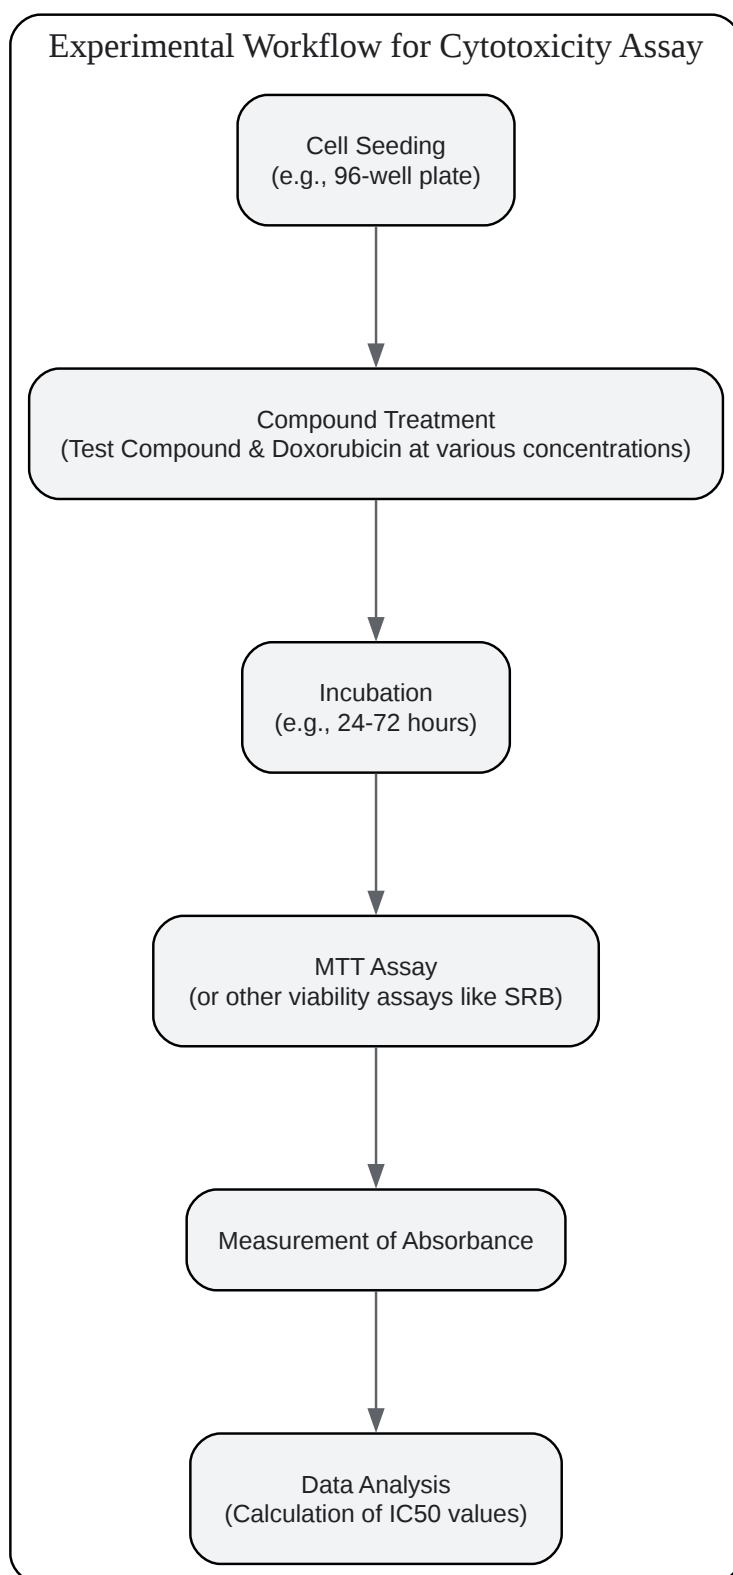 Experimental Workflow for Cytotoxicity Assay
Cell Seeding
(e.g., 96-well plate)
Compound Treatment
(Test Compound & Doxorubicin at various concentrations)
Incubation
(e.g., 24-72 hours)
MTT Assay
(or other viability assays like SRB)
Measurement of Absorbance
Data Analysis
(Calculation of IC50 values)